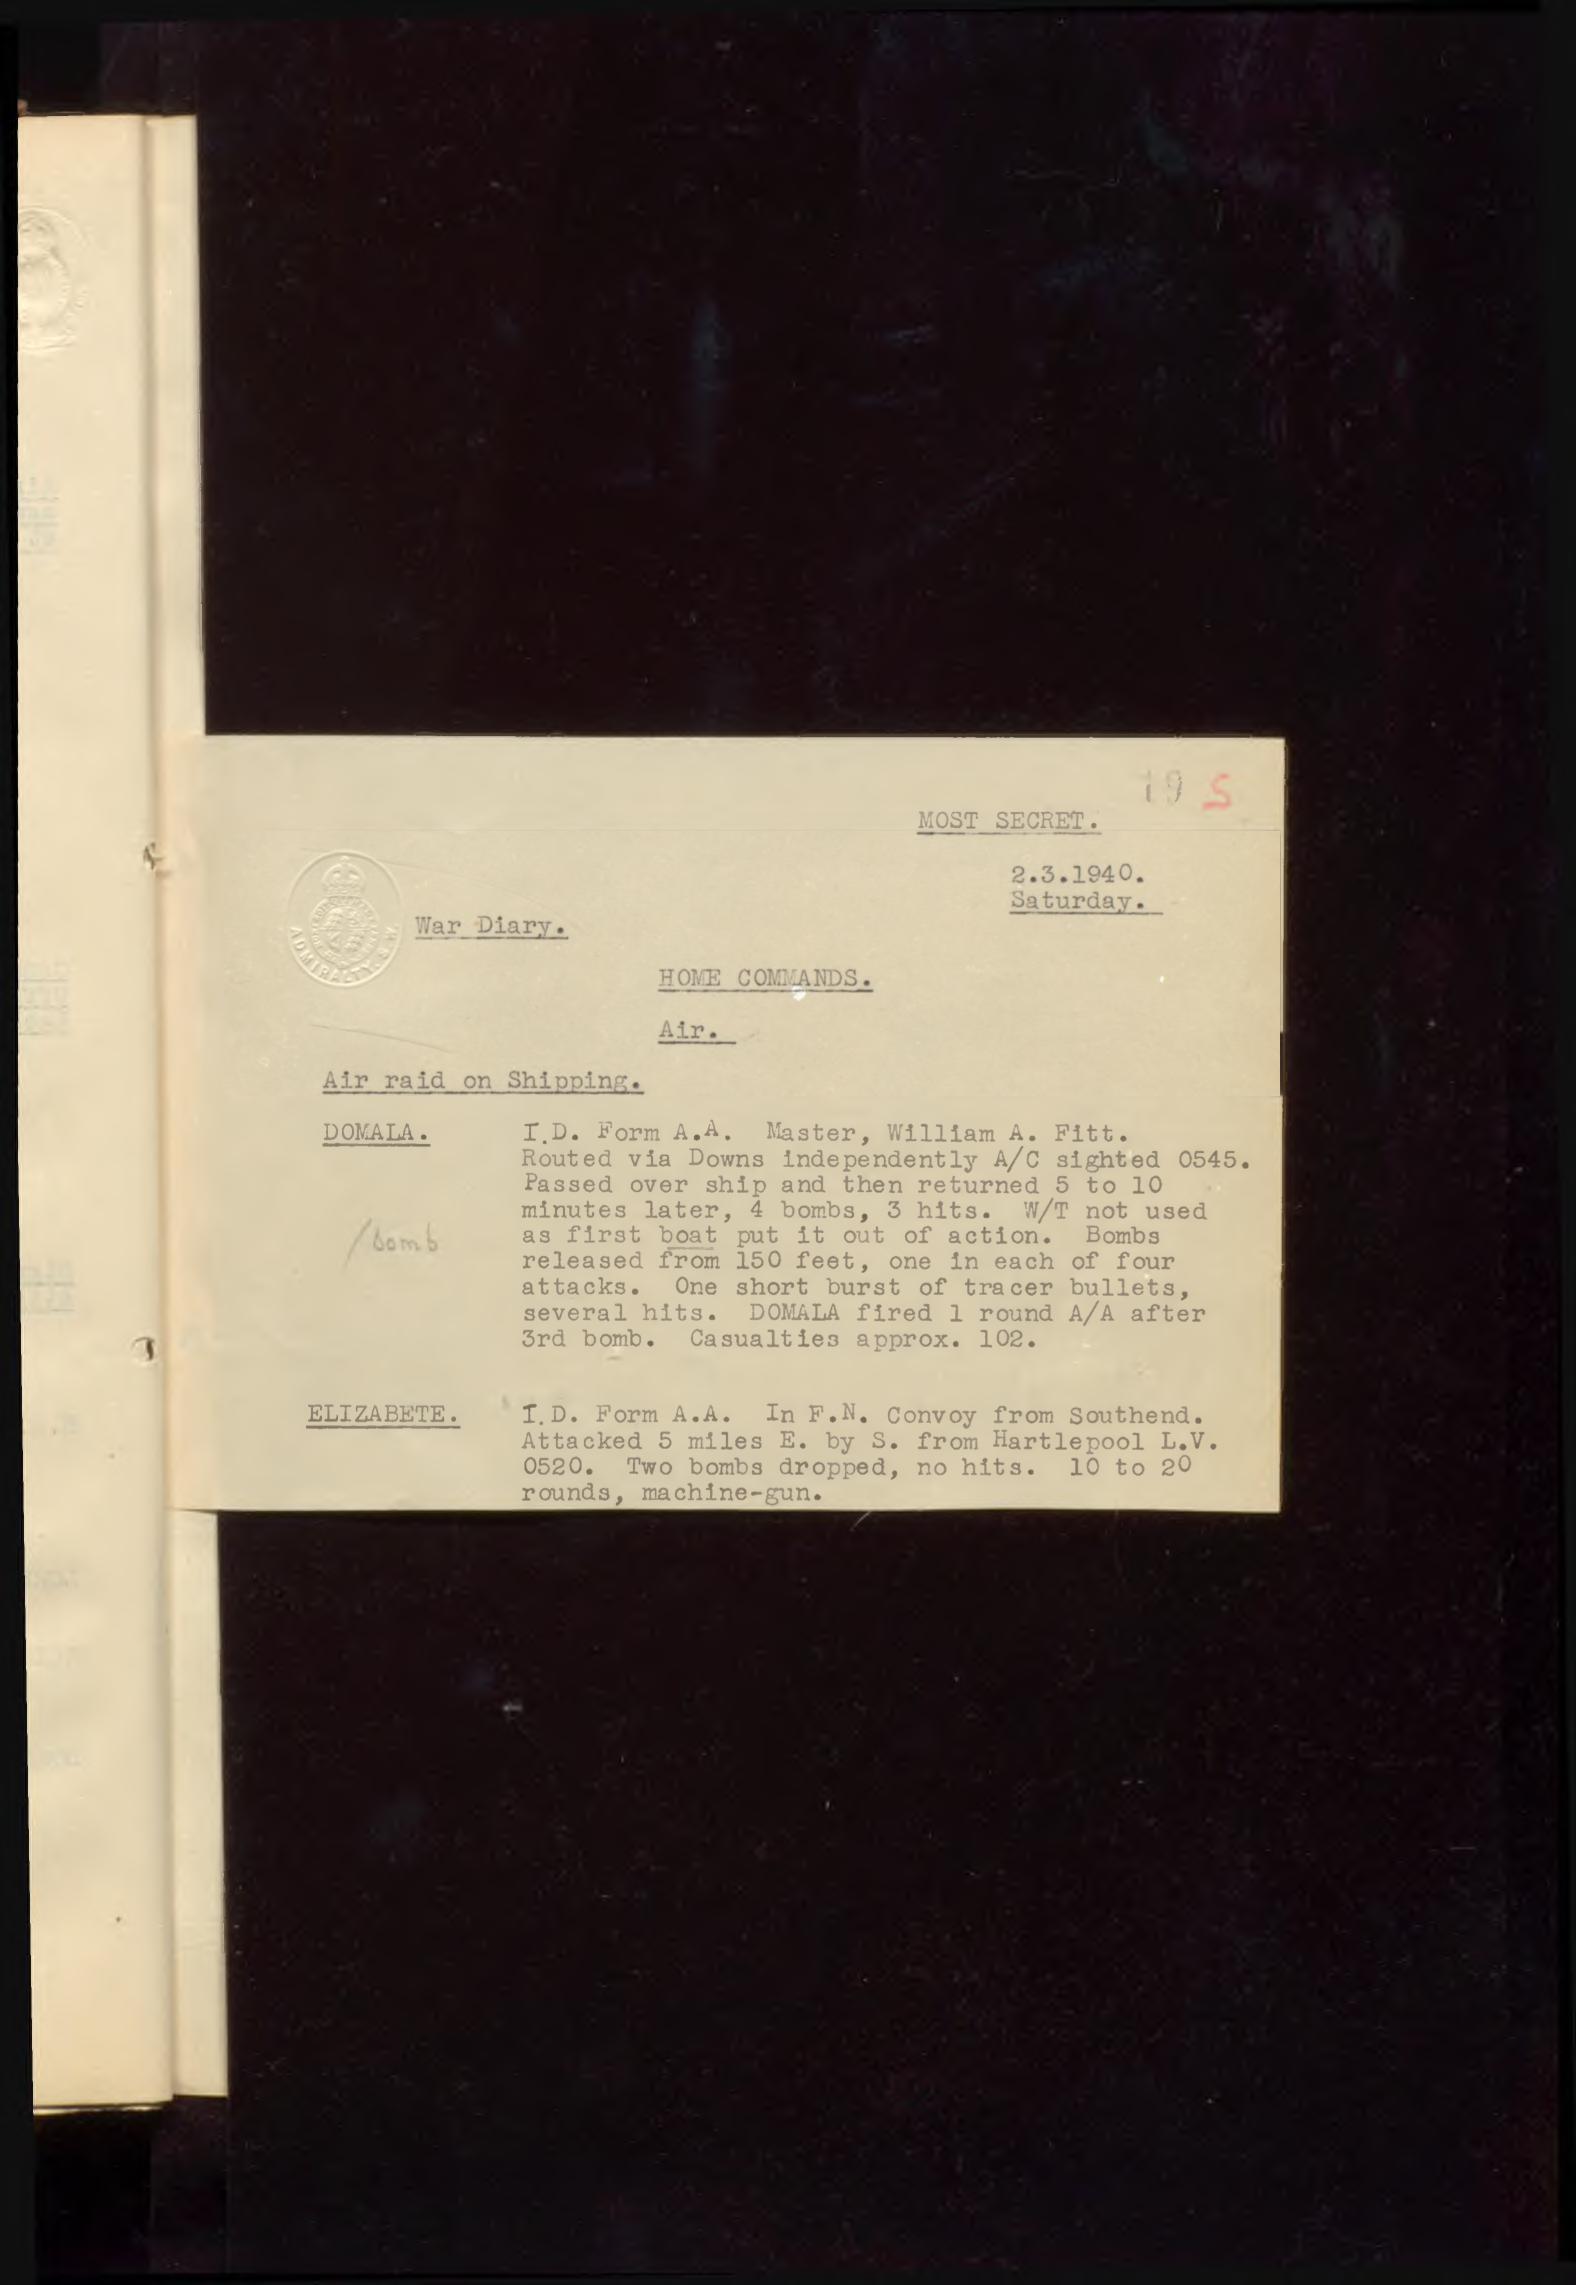 19 5
MOST SECRET.
2.3.1940.
Saturday.
ADMIRALTY. S.W.
War Diary.
HOME COMMANDS.
Air.
Air raid on Shipping.
DOMALA. I.D. Form A.A. Master, William A. Fitt.
Routed via Downs independently A/C sighted 0545.
Passed over ship and then returned 5 to 10
minutes later, 4 bombs, 3 hits. W/T not used
/bomb as first boat put it out of action. Bombs
released from 150 feet, one in each of four
attacks. One short burst of tracer bullets,
several hits. DOMALA fired 1 round A/A after
3rd bomb. Casualties approx. 102.
ELIZABETE. I.D. Form A.A. In F.N. Convoy from Southend.
Attacked 5 miles E. by S. from Hartlepool L.V.
0520. Two bombs dropped, no hits. 10 to 20
rounds, machine-gun.